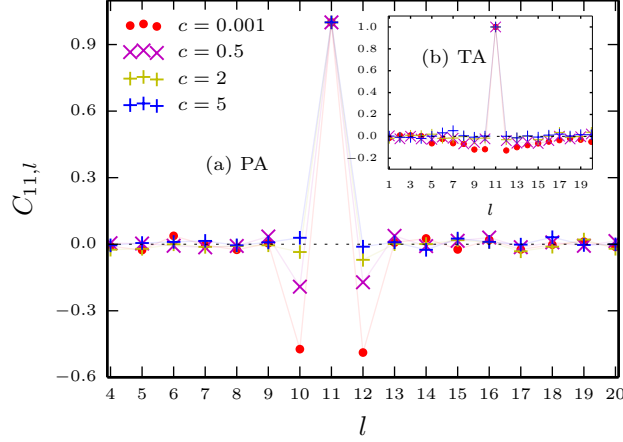 c = 0.001
c = 0.5
c = 2
c = 5
(a) PA
C11,l
0.9
0.6
0.3
0.0
−0.3
−0.6
4 5 6 7 8 9 10 11 12 13 14 15 16 17 18 19 20
l
(b) TA
1.0
0.8
0.6
0.4
0.2
0.0
−0.2
1 3 5 7 9 11 13 15 17 19
l